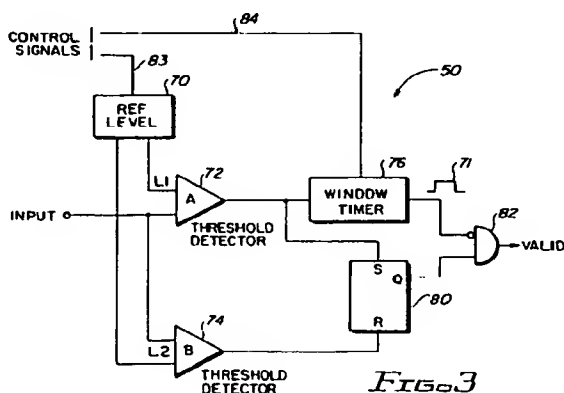 84
CONTROL
SIGNALS
83
70
REF
LEVEL
50
L1
72
A
76
WINDOW
TIMER
71
INPUT
THRESHOLD
DETECTOR
82
VALID
S
Q
80
R
74
L2
B
THRESHOLD
DETECTOR
FIG.3